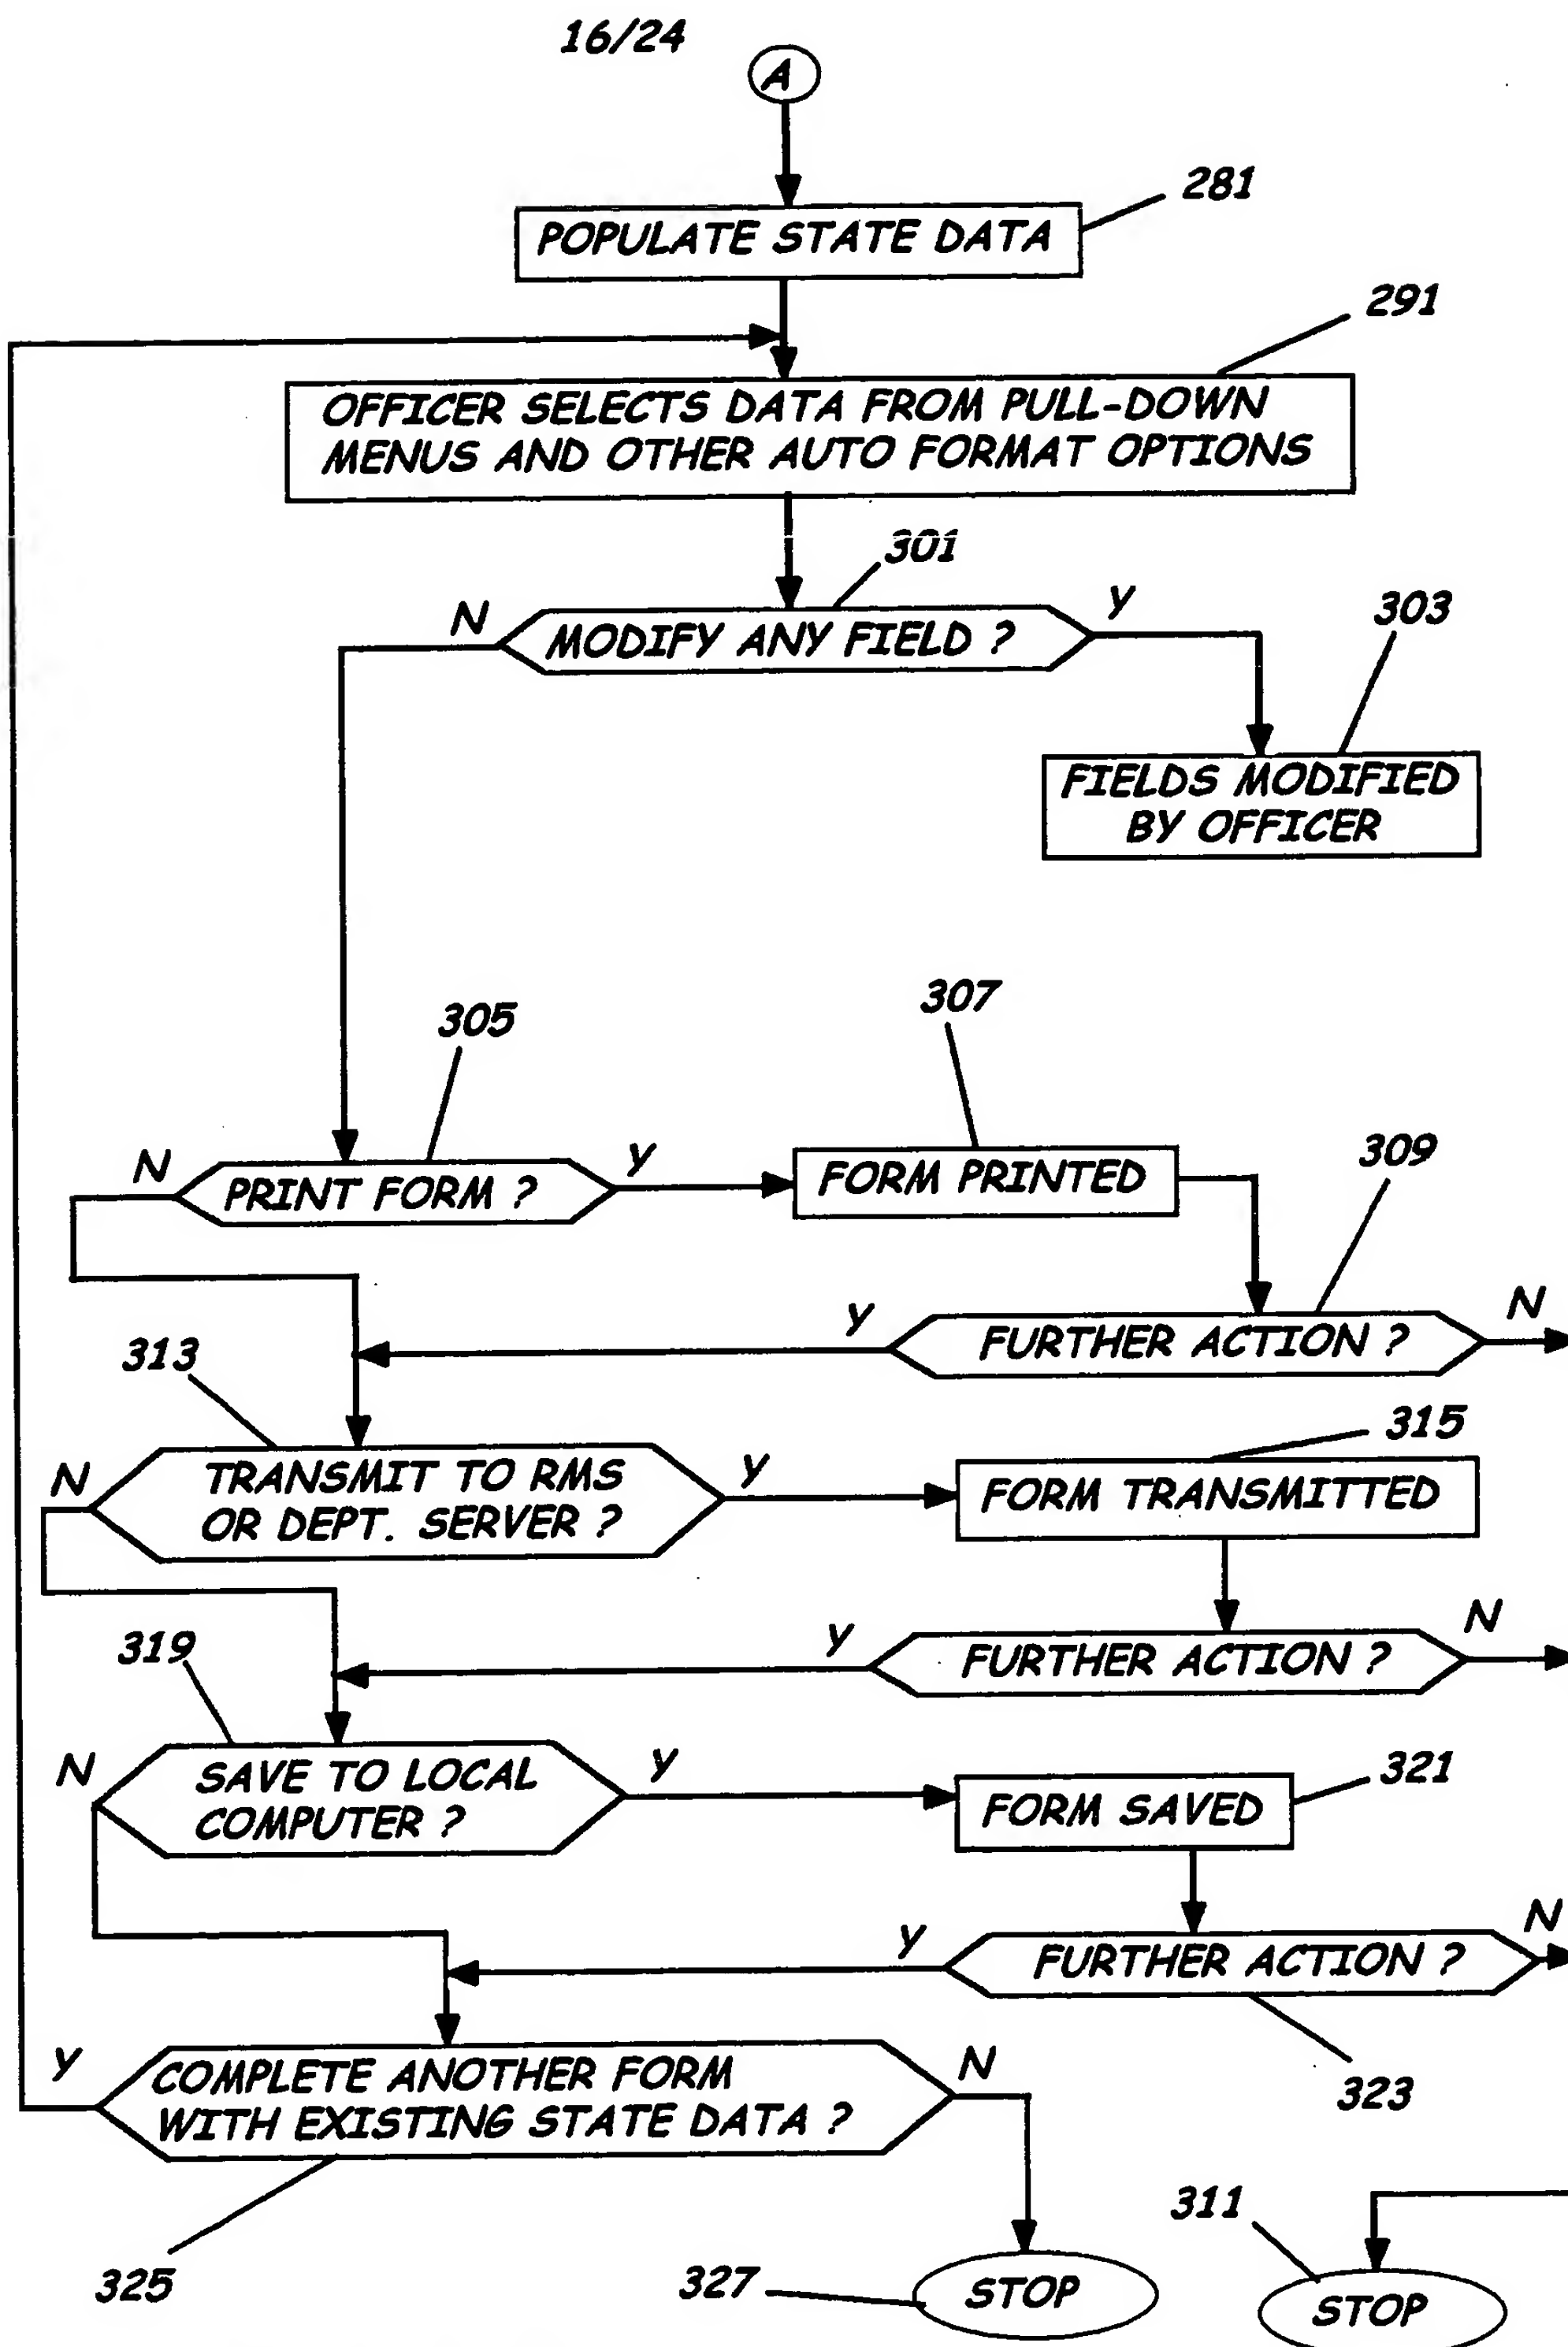 16/24
A
281
POPULATE STATE DATA
291
OFFICER SELECTS DATA FROM PULL-DOWN
MENUS AND OTHER AUTO FORMAT OPTIONS
301
N
MODIFY ANY FIELD ?
Y
303
FIELDS MODIFIED
BY OFFICER
305
307
N
PRINT FORM ?
Y
FORM PRINTED
309
Y
FURTHER ACTION ?
N
313
N
TRANSMIT TO RMS
OR DEPT. SERVER ?
Y
315
FORM TRANSMITTED
Y
FURTHER ACTION ?
N
319
N
SAVE TO LOCAL
COMPUTER ?
Y
FORM SAVED
321
Y
FURTHER ACTION ?
N
323
Y
COMPLETE ANOTHER FORM
WITH EXISTING STATE DATA ?
N
325
327
STOP
311
STOP